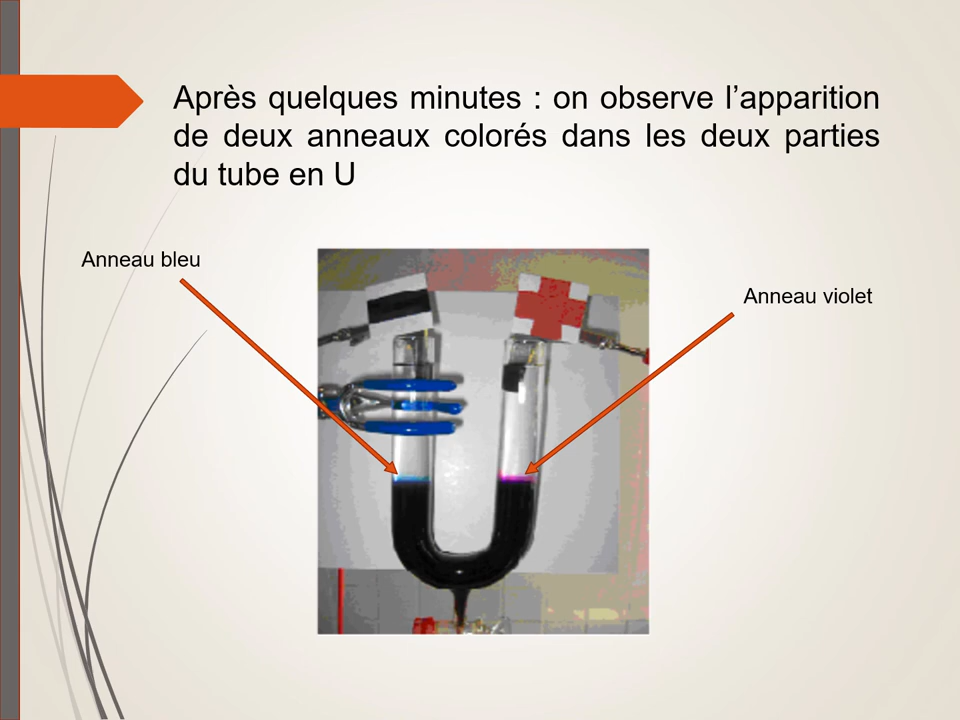 Après quelques minutes : on observe l’apparition
de deux anneaux colorés dans les deux parties
du tube en U
Anneau bleu
Anneau violet